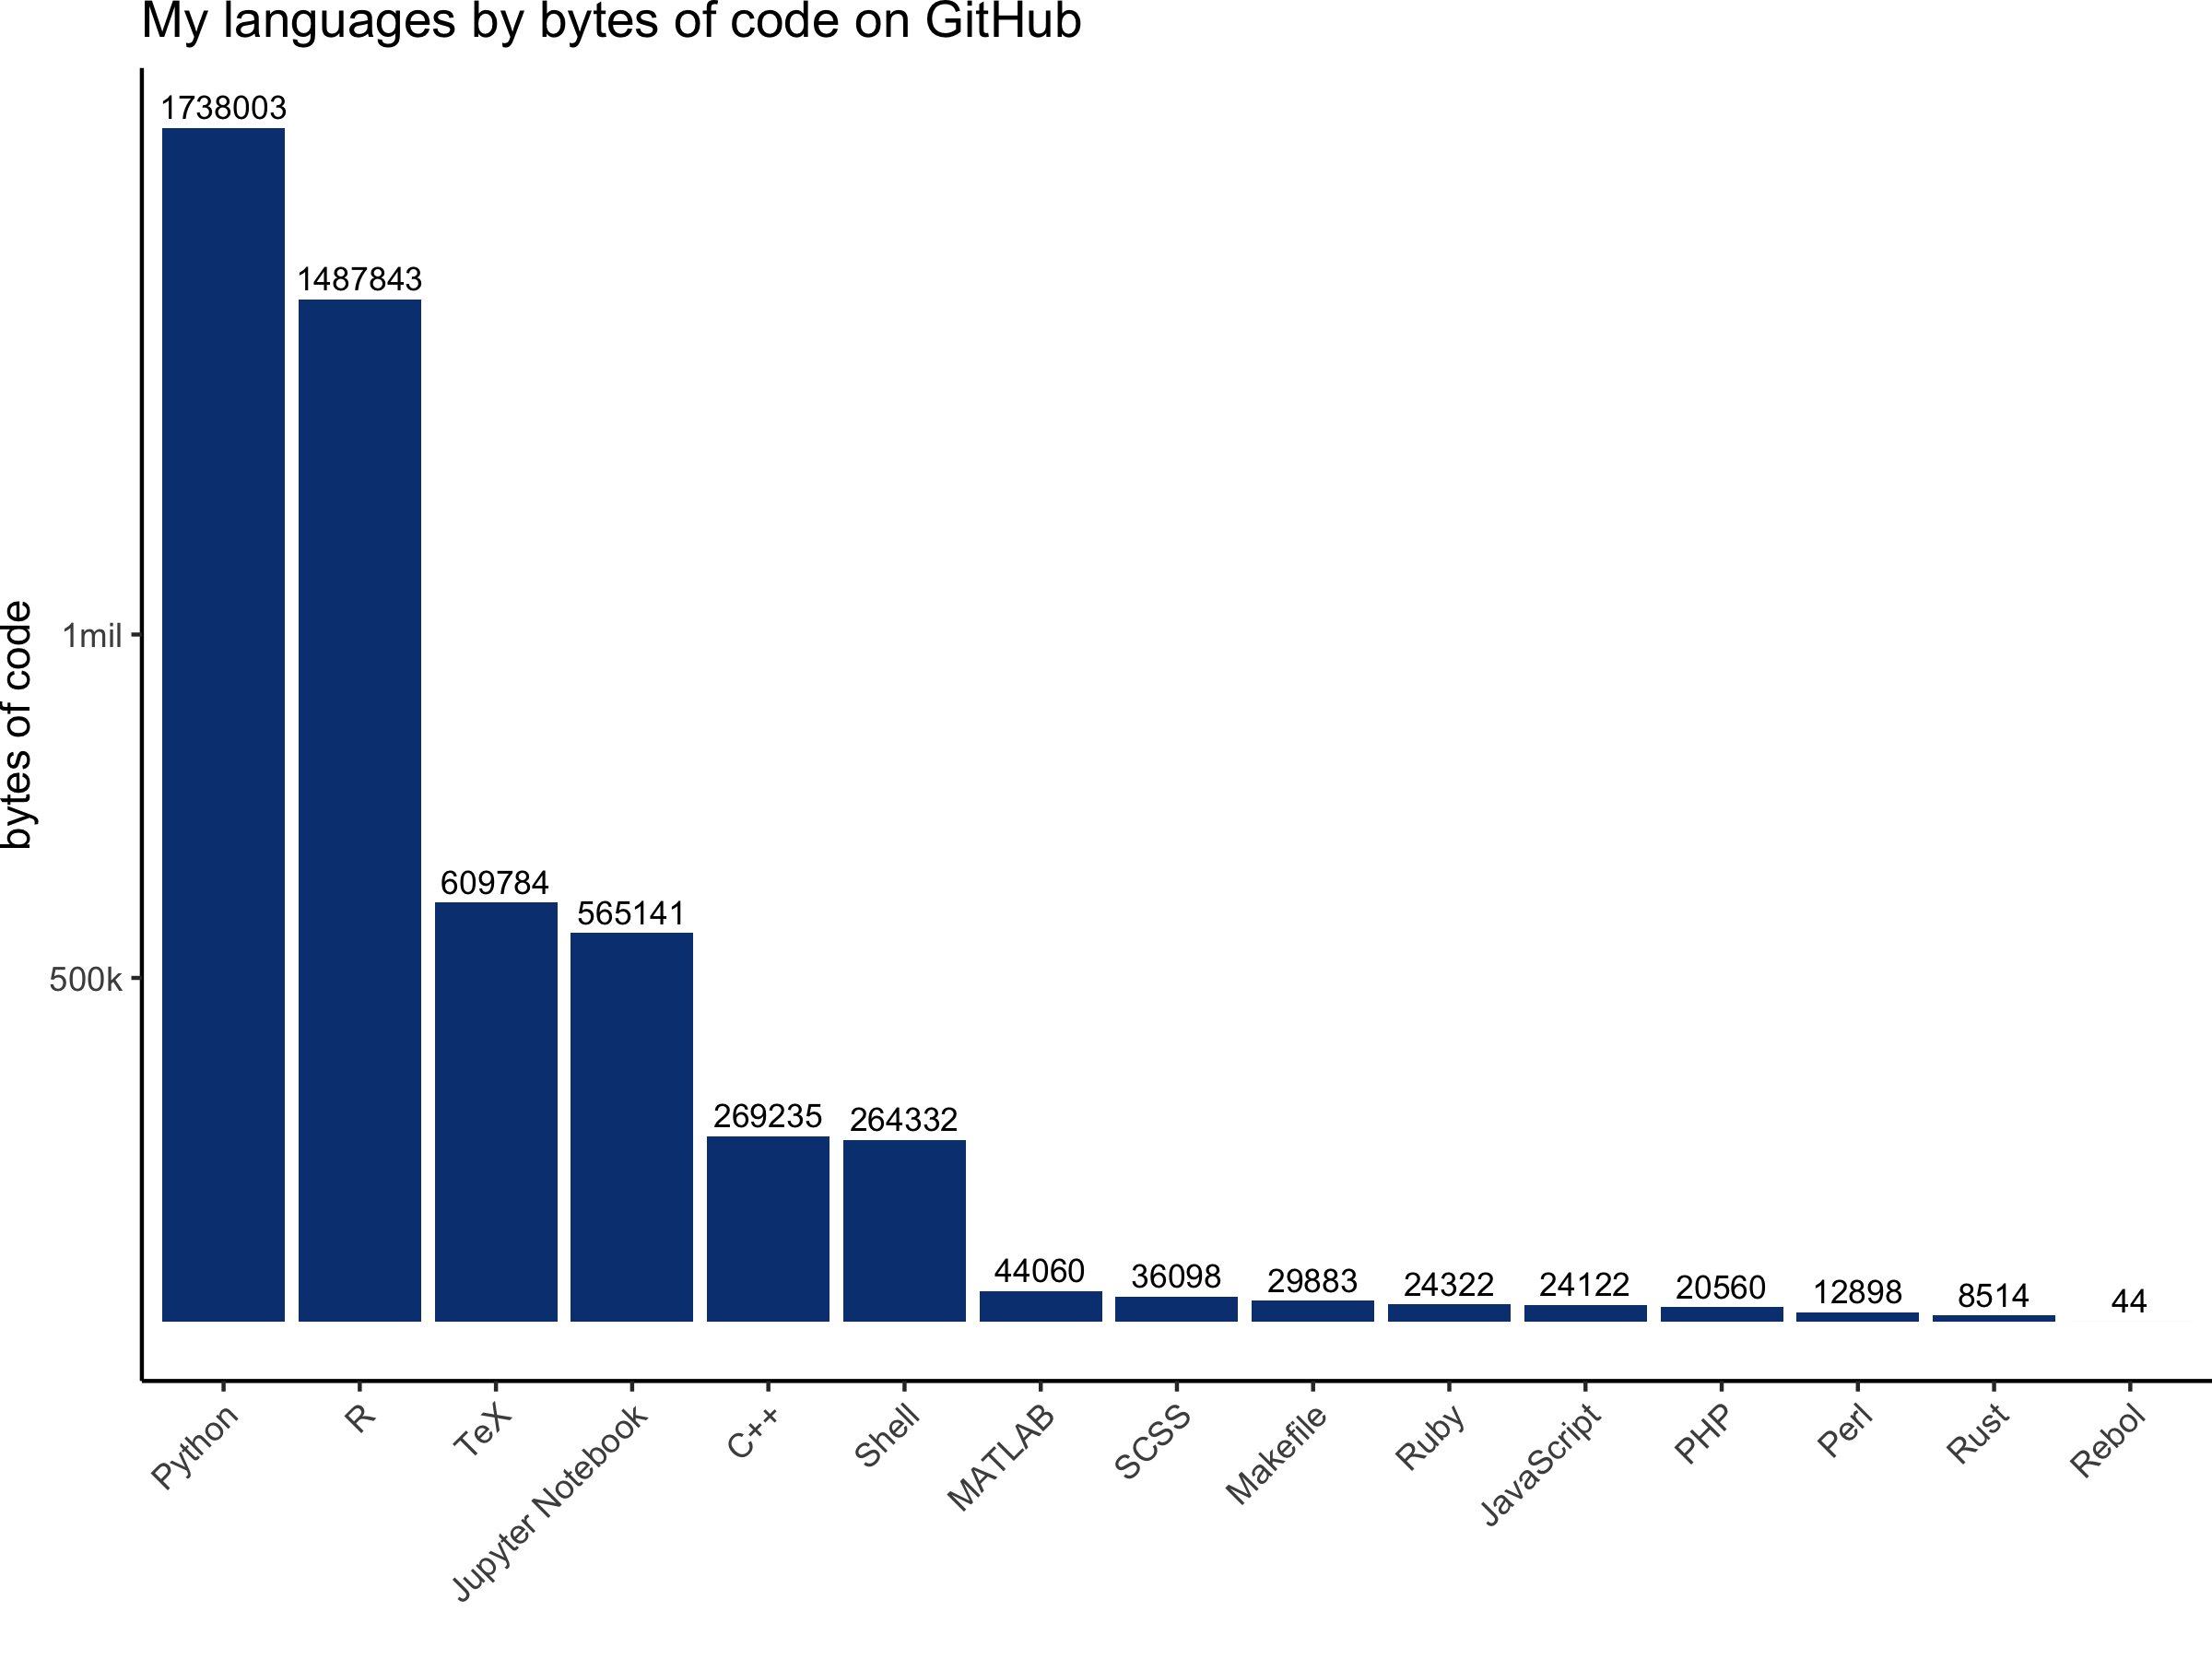 My languages by bytes of code on GitHub
bytes of code
1mil
500k
1738003
1487843
609784
565141
269235
264332
44060
36098
29883
24322
24122
20560
12898
8514
44
Python
R
TeX
Jupyter Notebook
C++
Shell
MATLAB
SCSS
Makefile
Ruby
JavaScript
PHP
Perl
Rust
Rebol